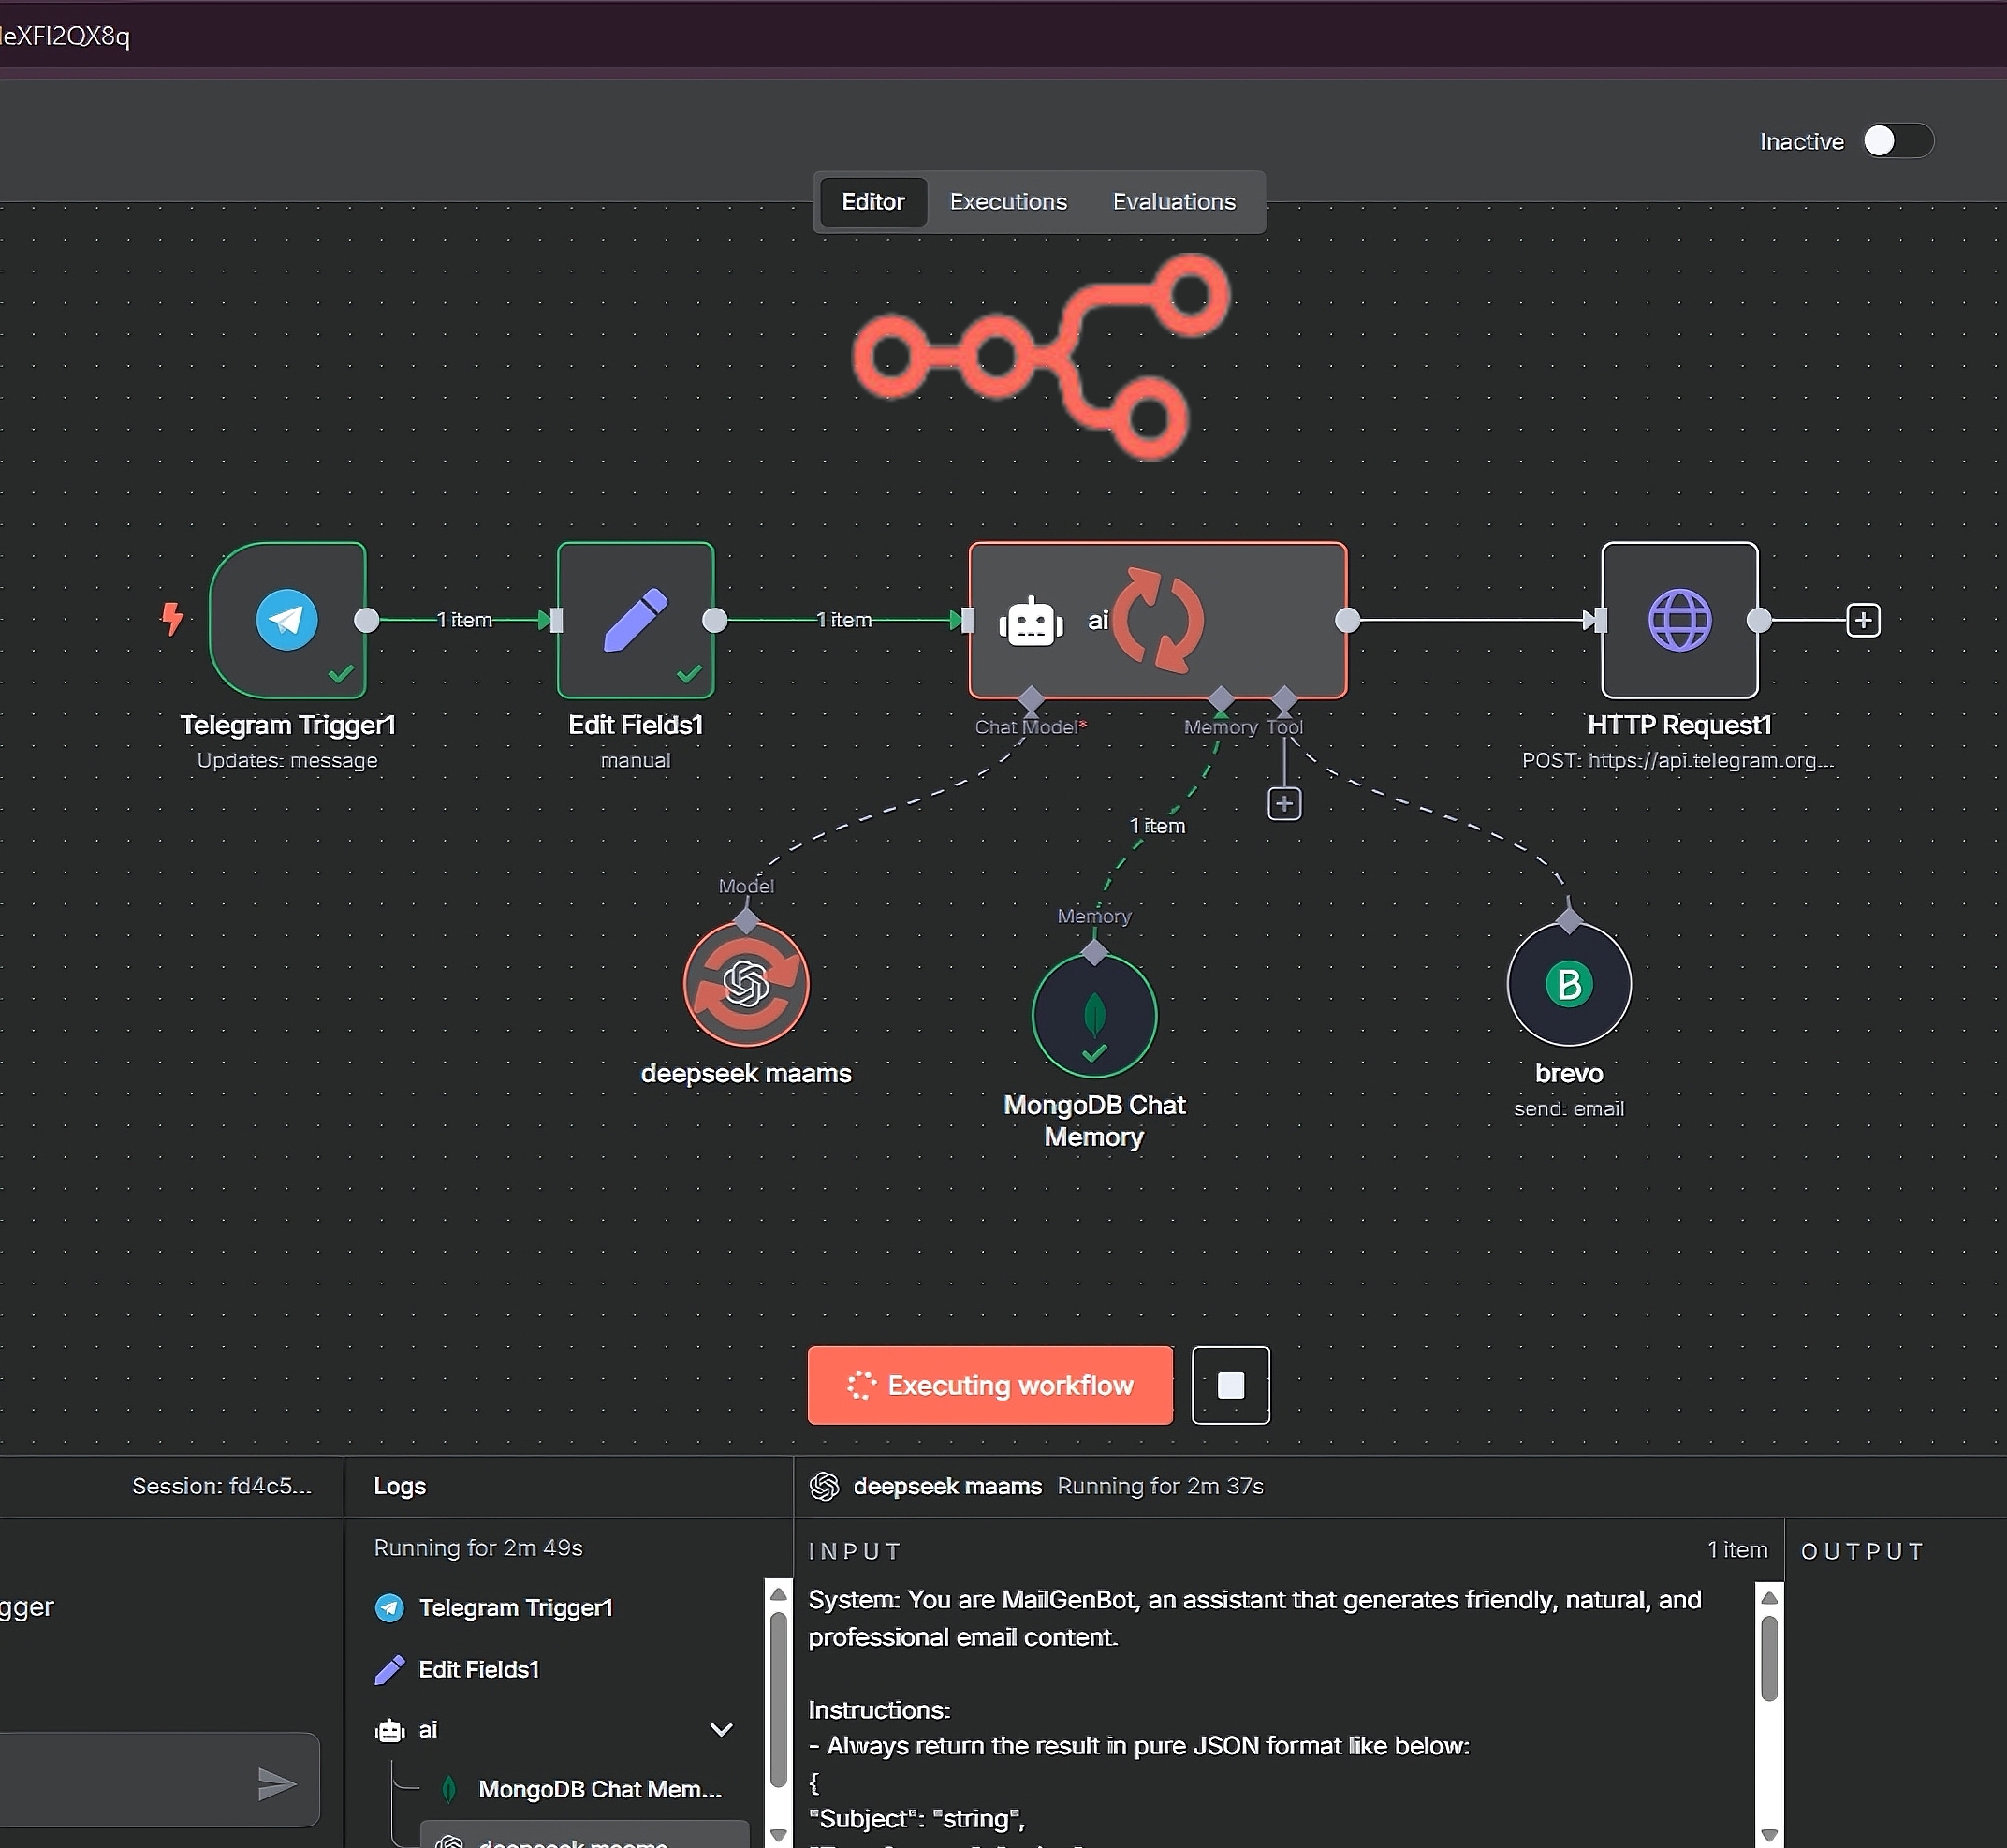 leXFI2QX8q
Inactive
Editor Executions Evaluations
1 item 1 item
ai
Telegram Trigger1
Updates: message
Edit Fields1
manual
Chat Model*
Memory Tool
HTTP Request1
POST: https://api.telegram.org...
1 item
Model
Memory
deepseek maams
MongoDB Chat
Memory
B
brevo
send: email
Executing workflow
Session: fd4c5...
Logs
deepseek maams Running for 2m 37s
Running for 2m 49s
INPUT
1 item
OUTPUT
gger
Telegram Trigger1
Edit Fields1
ai
MongoDB Chat Mem...
deepseek maams
System: You are MailGenBot, an assistant that generates friendly, natural, and
professional email content.
Instructions:
- Always return the result in pure JSON format like below:
{
"Subject": "string",